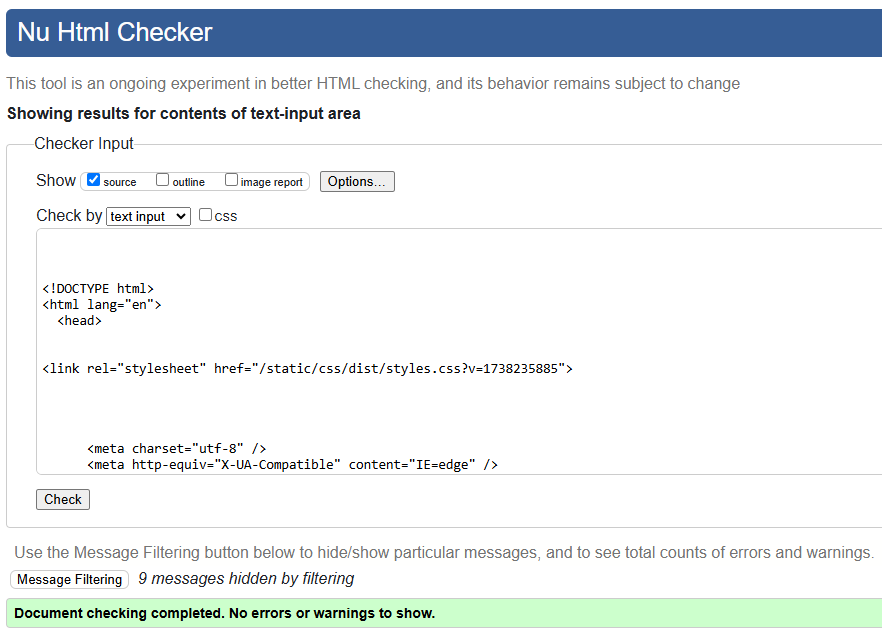 Nu Html Checker
This tool is an ongoing experiment in better HTML checking, and its behavior remains subject to change
Showing results for contents of text-input area
Checker Input
Show source outline image report Options...
Check by text input css
<!DOCTYPE html>
<html lang="en">
<head>
<link rel="stylesheet" href="/static/css/dist/styles.css?v=1738235885">
<meta charset="utf-8" />
<meta http-equiv="X-UA-Compatible" content="IE=edge" />
Check
Use the Message Filtering button below to hide/show particular messages, and to see total counts of errors and warnings.
Message Filtering 9 messages hidden by filtering
Document checking completed. No errors or warnings to show.